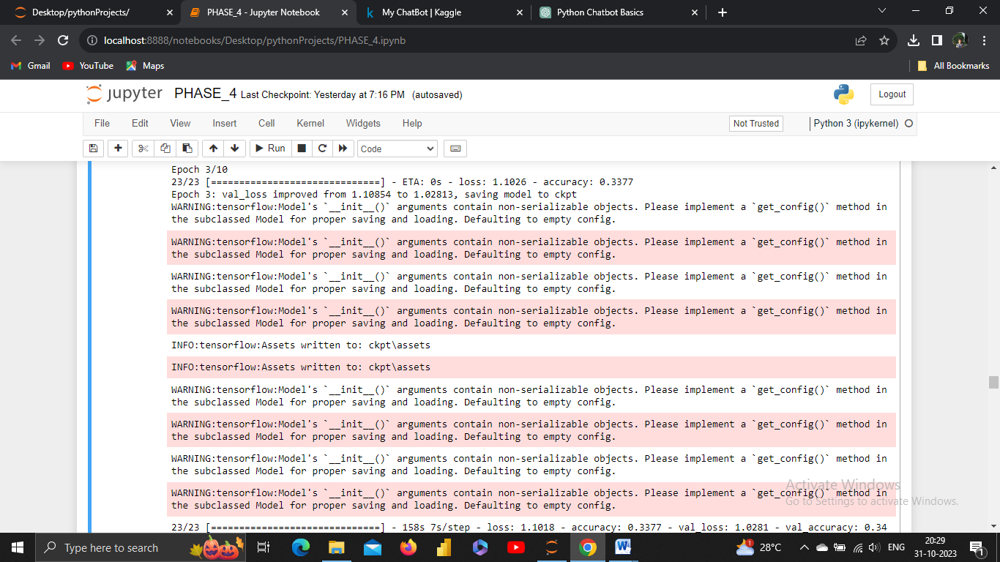 Desktop/pythonProjects/
PHASE_4 - Jupyter Notebook
My ChatBot | Kaggle
Python Chatbot Basics
localhost:8888/notebooks/Desktop/pythonProjects/PHASE_4.ipynb
Gmail
YouTube
Maps
All Bookmarks
jupyter PHASE_4 Last Checkpoint: Yesterday at 7:16 PM (autosaved)
Logout
File Edit View Insert Cell Kernel Widgets Help
Not Trusted
Python 3 (ipykernel)
Run
Code
Epoch 3/10
23/23 [==============================] - ETA: 0s - loss: 1.1026 - accuracy: 0.3377
Epoch 3: val_loss improved from 1.10854 to 1.02813, saving model to ckpt
WARNING:tensorflow:Model's `__init__()` arguments contain non-serializable objects. Please implement a `get_config()` method in
the subclassed Model for proper saving and loading. Defaulting to empty config.
WARNING:tensorflow:Model's `__init__()` arguments contain non-serializable objects. Please implement a `get_config()` method in
the subclassed Model for proper saving and loading. Defaulting to empty config.
WARNING:tensorflow:Model's `__init__()` arguments contain non-serializable objects. Please implement a `get_config()` method in
the subclassed Model for proper saving and loading. Defaulting to empty config.
WARNING:tensorflow:Model's `__init__()` arguments contain non-serializable objects. Please implement a `get_config()` method in
the subclassed Model for proper saving and loading. Defaulting to empty config.
INFO:tensorflow:Assets written to: ckpt\assets
INFO:tensorflow:Assets written to: ckpt\assets
WARNING:tensorflow:Model's `__init__()` arguments contain non-serializable objects. Please implement a `get_config()` method in
the subclassed Model for proper saving and loading. Defaulting to empty config.
WARNING:tensorflow:Model's `__init__()` arguments contain non-serializable objects. Please implement a `get_config()` method in
the subclassed Model for proper saving and loading. Defaulting to empty config.
WARNING:tensorflow:Model's `__init__()` arguments contain non-serializable objects. Please implement a `get_config()` method in
the subclassed Model for proper saving and loading. Defaulting to empty config.
WARNING:tensorflow:Model's `__init__()` arguments contain non-serializable objects. Please implement a `get_config()` method in
the subclassed Model for proper saving and loading. Defaulting to empty config.
23/23 [==============================] - 158s 7s/step - loss: 1.1018 - accuracy: 0.3377 - val_loss: 1.0281 - val_accuracy: 0.34
Activate Windows
Go to Settings to activate Windows.
Type here to search
1
28°C
ENG
20:29
31-10-2023
1